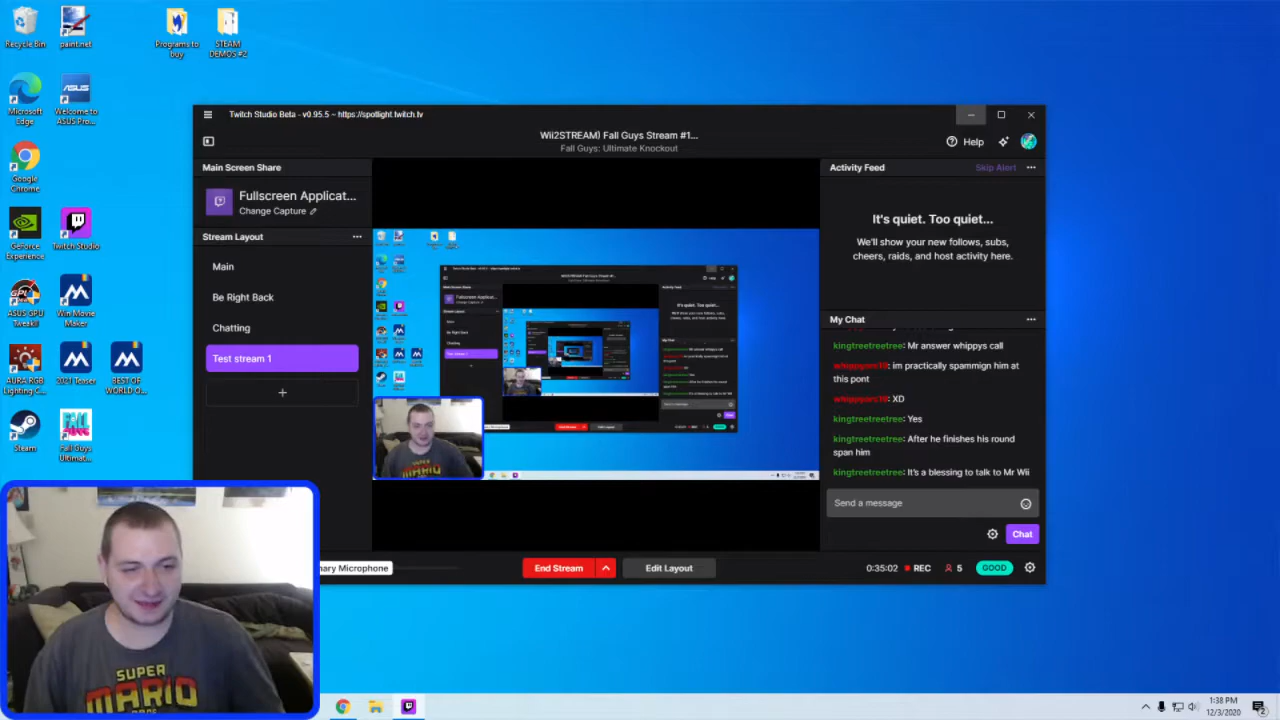 Recycle Bin
paint.net
Programs to
buy
STEAM
DEMOS #2
Microsoft
Edge
Welcome to
ASUS Pro...
Google
Chrome
GeForce
Experience
Twitch Studio
ASUS GPU
TweakII
Win Movie
Maker
AURA RGB
Lighting C...
2021 Teaser
BEST OF
WORLD O...
Steam
Fall Guys
Ultimat...
Twitch Studio Beta - v0.95.5 – https://spotlight.twitch.tv
Wii2STREAM) Fall Guys Stream #1...
Fall Guys: Ultimate Knockout
Help
Main Screen Share
Fullscreen Applicat...
Change Capture
Stream Layout
Main
Be Right Back
Chatting
Test stream 1
+
Activity Feed
Skip Alert
It's quiet. Too quiet...
We'll show your new follows, subs,
cheers, raids, and host activity here.
My Chat
kingtreetreetree: Mr answer whippys call
whippyorc19: im practically spammign him at
this pont
whippyorc19: XD
kingtreetreetree: Yes
kingtreetreetree: After he finishes his round
span him
kingtreetreetree: It's a blessing to talk to Mr Wii
Send a message
Chat
ary Microphone
End Stream
Edit Layout
0:35:02
REC
5
GOOD
SUPER
MARIO
1:38 PM
12/3/2020
2